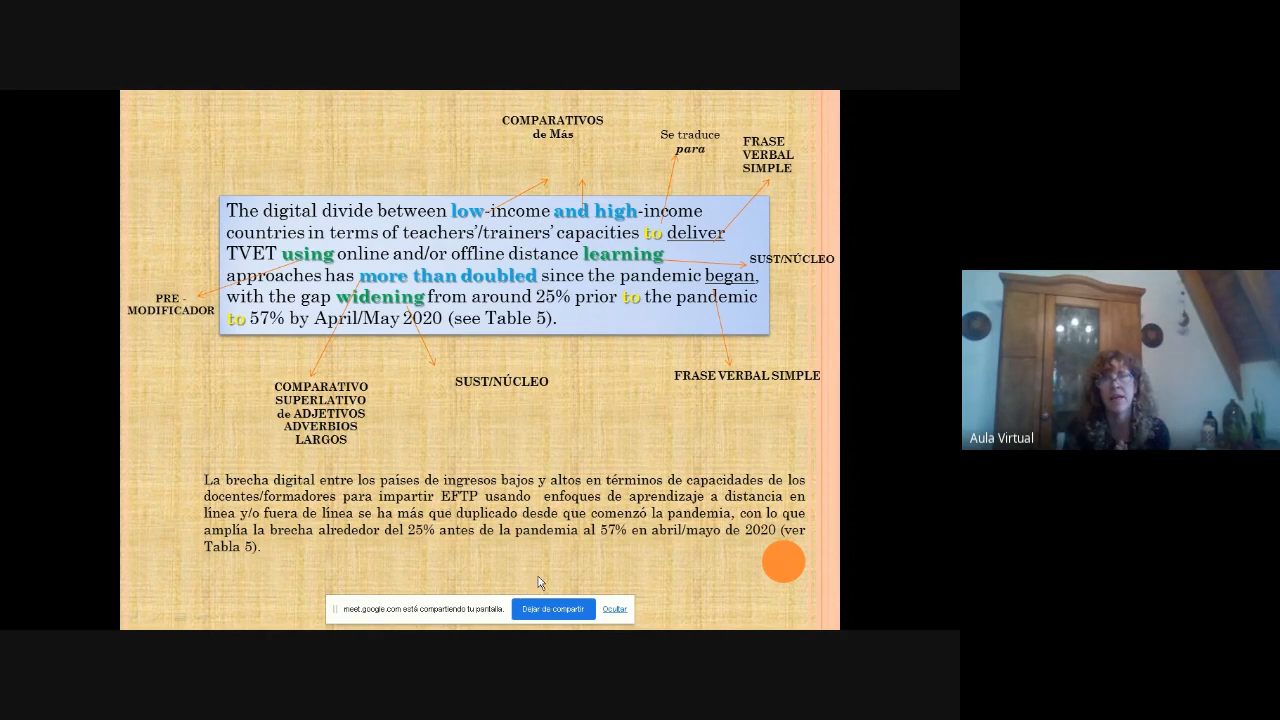 COMPARATIVOS
de Más
Se traduce
para
FRASE
VERBAL
SIMPLE
The digital divide between low-income and high-income
countries in terms of teachers'/trainers' capacities to deliver
TVET using online and/or offline distance learning
approaches has more than doubled since the pandemic began,
with the gap widening from around 25% prior to the pandemic
to 57% by April/May 2020 (see Table 5).
SUST/NÚCLEO
PRE -
MODIFICADOR
COMPARATIVO
SUPERLATIVO
de ADJETIVOS
ADVERBIOS
LARGOS
SUST/NÚCLEO
FRASE VERBAL SIMPLE
La brecha digital entre los países de ingresos bajos y altos en términos de capacidades de los
docentes/formadores para impartir EFTP usando enfoques de aprendizaje a distancia en
línea y/o fuera de línea se ha más que duplicado desde que comenzó la pandemia, con lo que
amplía la brecha alrededor del 25% antes de la pandemia al 57% en abril/mayo de 2020 (ver
Tabla 5).
meet.google.com está compartiendo tu pantalla.
Dejar de compartir
Ocultar
Aula Virtual